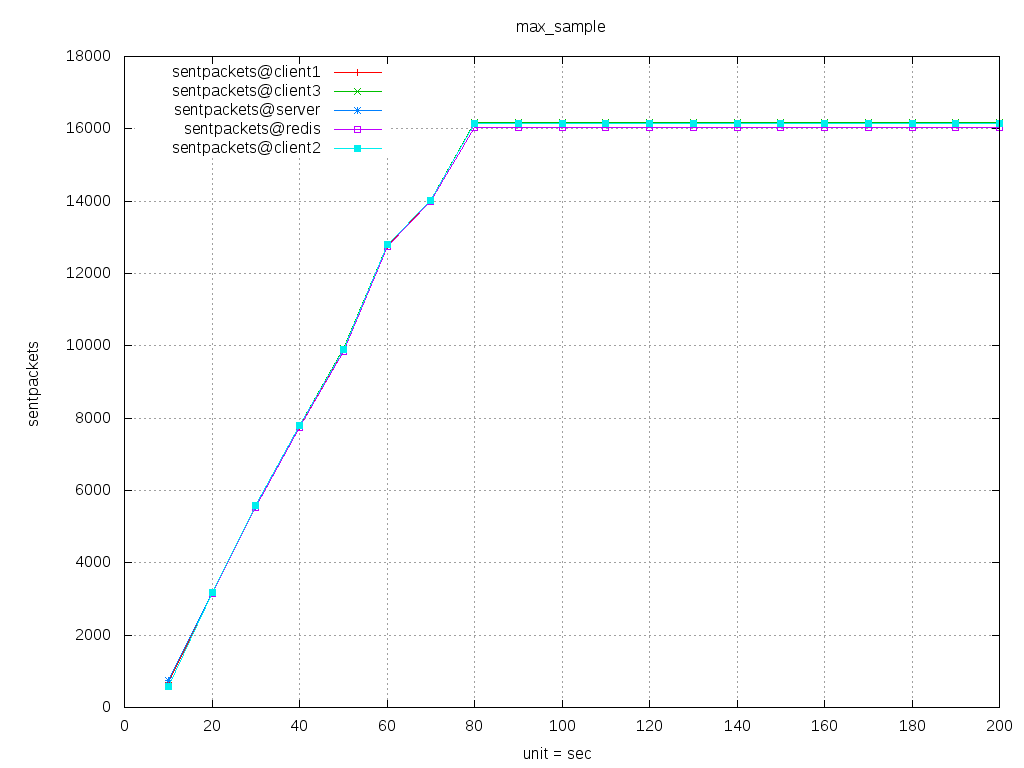 max_sample
18000
16000
14000
12000
10000
8000
6000
4000
2000
0
sentpackets
sentpackets@client1
sentpackets@client3
sentpackets@server
sentpackets@redis
sentpackets@client2
0 20 40 60 80 100 120 140 160 180 200
unit = sec